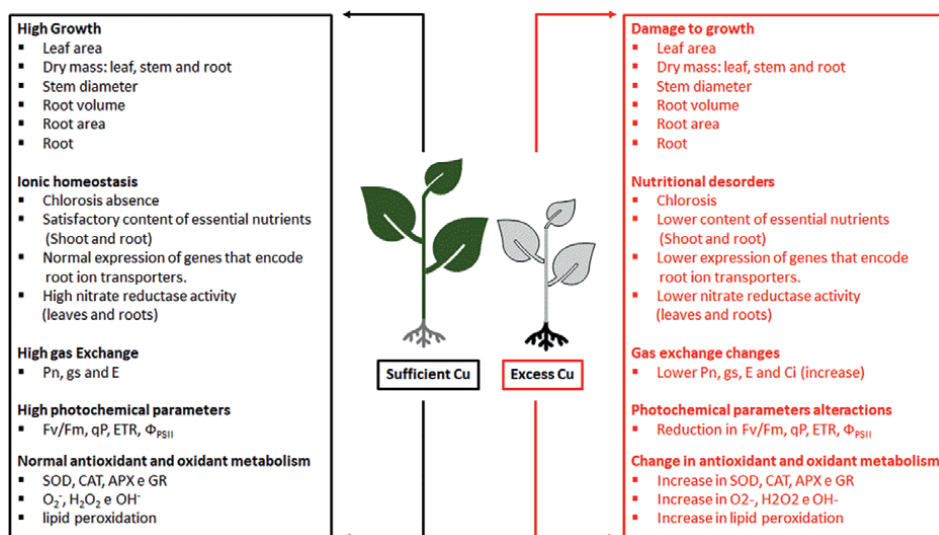 High Growth
▪ Leaf area
▪ Dry mass: leaf, stem and root
▪ Stem diameter
▪ Root volume
▪ Root area
▪ Root
Ionic homeostasis
▪ Chlorosis absence
▪ Satisfactory content of essential nutrients
(Shoot and root)
▪ Normal expression of genes that encode
root ion transporters.
▪ High nitrate reductase activity
(leaves and roots)
High gas Exchange
▪ Pn, gs and E
High photochemical parameters
▪ Fv/Fm, qP, ETR, ΦPSII
Normal antioxidant and oxidant metabolism
▪ SOD, CAT, APX e GR
▪ O₂⁻, H₂O₂ e OH⁻
▪ lipid peroxidation
Sufficient Cu
Excess Cu
Damage to growth
▪ Leaf area
▪ Dry mass: leaf, stem and root
▪ Stem diameter
▪ Root volume
▪ Root area
▪ Root
Nutritional desorders
▪ Chlorosis
▪ Lower content of essential nutrients
(Shoot and root)
▪ Lower expression of genes that encode
root ion transporters.
▪ Lower nitrate reductase activity
(leaves and roots)
Gas exchange changes
▪ Lower Pn, gs, E and Ci (increase)
Photochemical parameters alterations
▪ Reduction in Fv/Fm, qP, ETR, ΦPSII
Change in antioxidant and oxidant metabolism
▪ Increase in SOD, CAT, APX e GR
▪ Increase in O2-, H2O2 e OH-
▪ Increase in lipid peroxidation